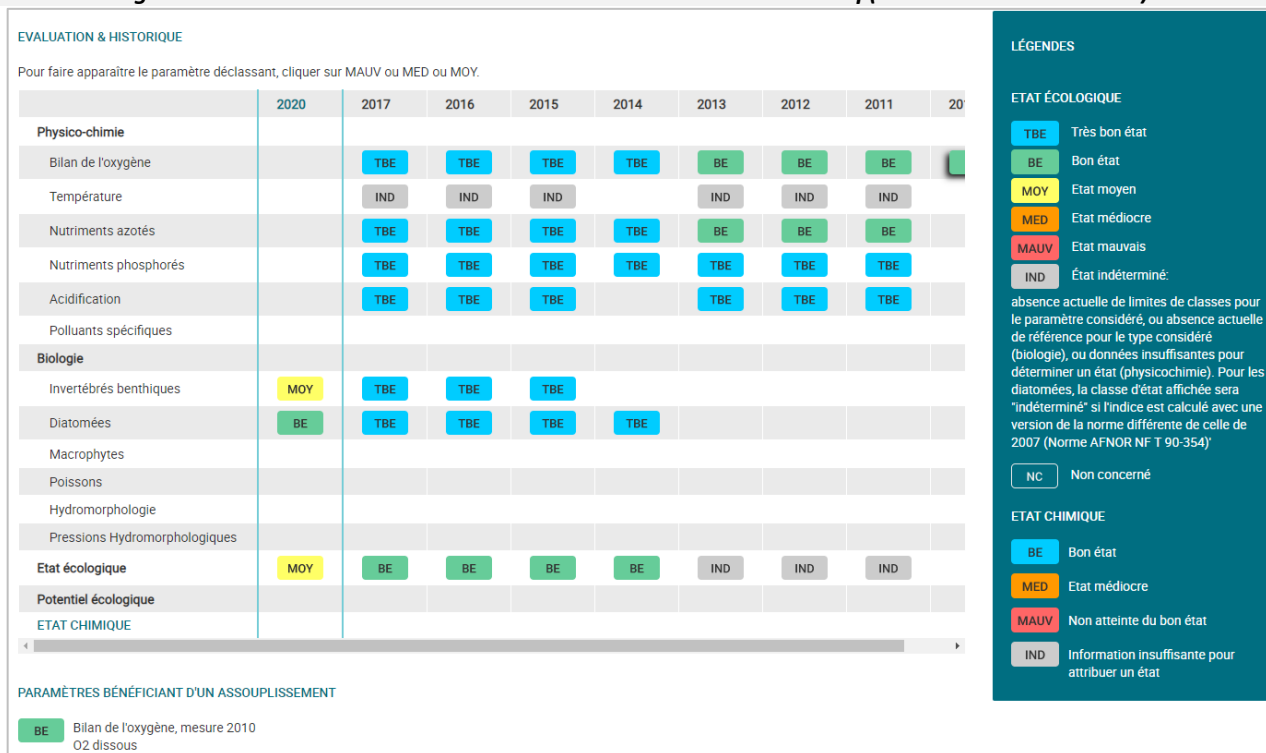 EVALUATION & HISTORIQUE
Pour faire apparaître le paramètre déclassant, cliquer sur MAUV ou MED ou MOY.
2020 2017 2016 2015 2014 2013 2012 2011
Physico-chimie
Bilan de l'oxygène TBE TBE TBE TBE BE BE BE
Température IND IND IND IND IND IND
Nutriments azotés TBE TBE TBE TBE BE BE BE
Nutriments phosphorés TBE TBE TBE TBE TBE TBE TBE
Acidification TBE TBE TBE TBE TBE TBE
Polluants spécifiques
Biologie
Invertébrés benthiques MOY TBE TBE TBE
Diatomées BE TBE TBE TBE TBE
Macrophytes
Poissons
Hydromorphologie
Pressions Hydromorphologiques
Etat écologique MOY BE BE BE BE IND IND IND
Potentiel écologique
ETAT CHIMIQUE
PARAMÈTRES BÉNÉFICIANT D'UN ASSOUPLISSEMENT
BE Bilan de l'oxygène, mesure 2010
O2 dissous
LÉGENDES
ETAT ÉCOLOGIQUE
TBE Très bon état
BE Bon état
MOY Etat moyen
MED Etat médiocre
MAUV Etat mauvais
IND État indéterminé:
absence actuelle de limites de classes pour
le paramètre considéré, ou absence actuelle
de référence pour le type considéré
(biologie), ou données insuffisantes pour
déterminer un état (physicochimie). Pour les
diatomées, la classe d'état affichée sera
"indéterminé" si l'indice est calculé avec une
version de la norme différente de celle de
2007 (Norme AFNOR NF T 90-354)'
NC Non concerné
ETAT CHIMIQUE
BE Bon état
MED Etat médiocre
MAUV Non atteinte du bon état
IND Information insuffisante pour
attribuer un état